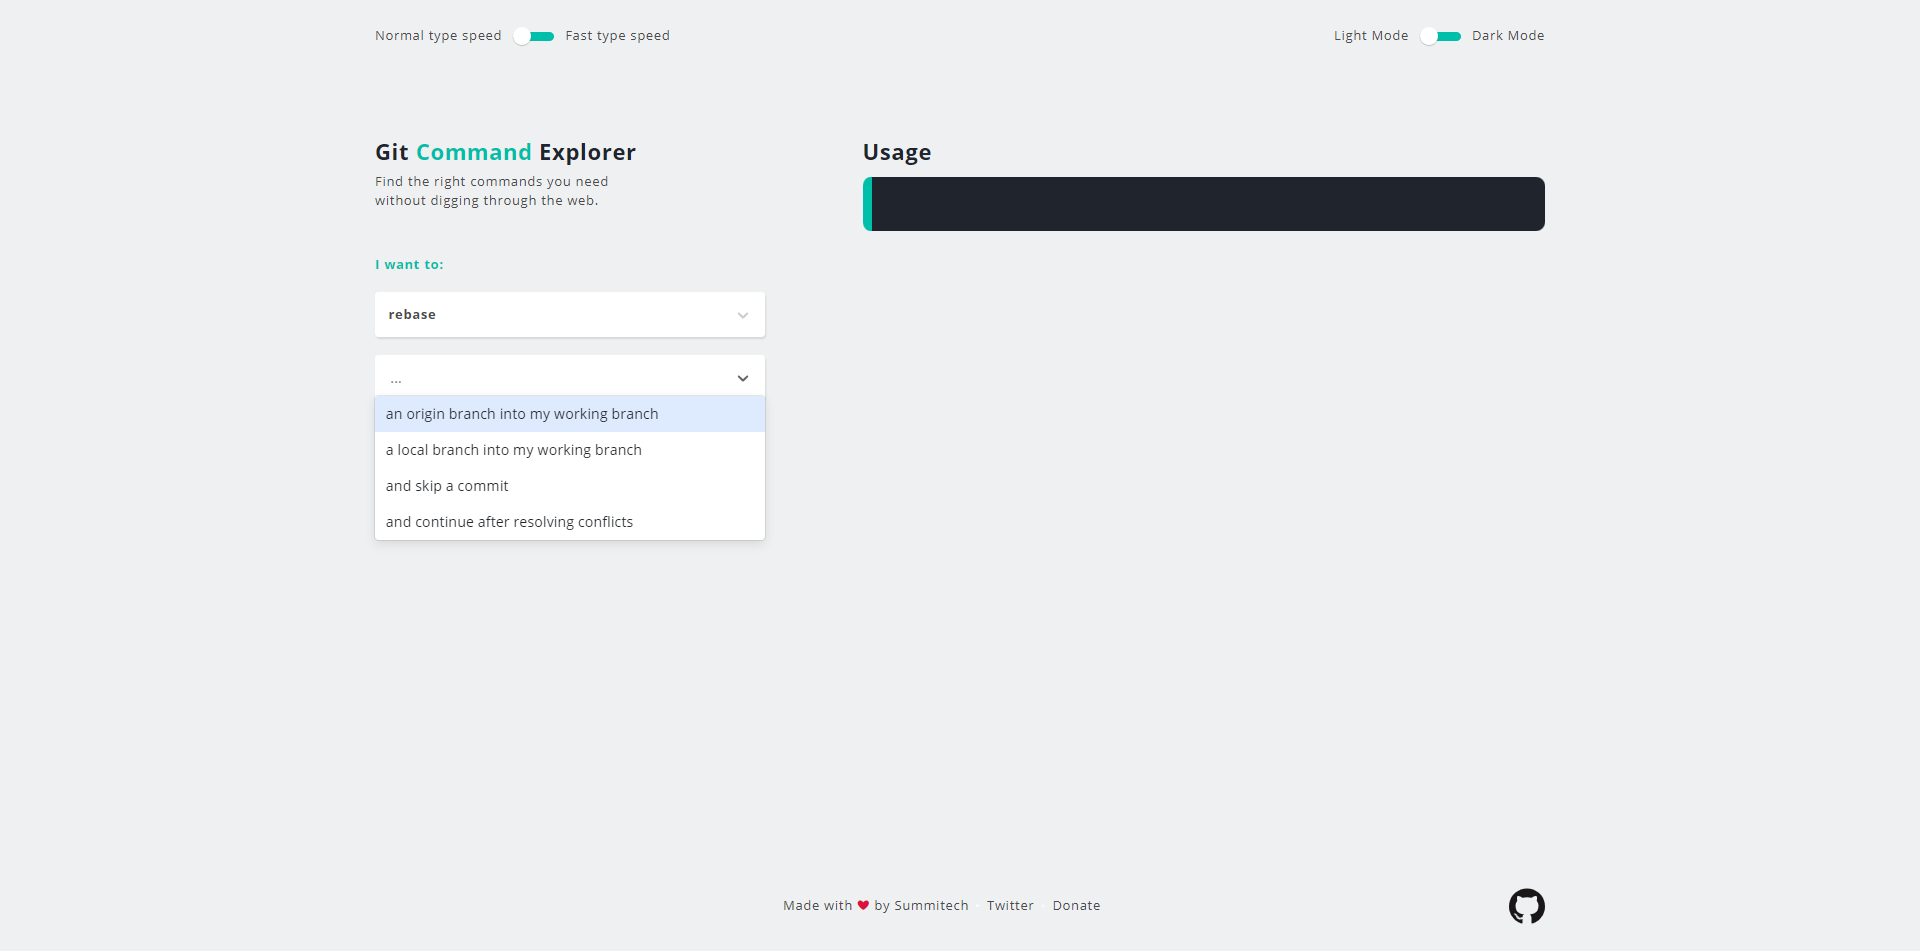 Normal type speed Fast type speed
Light Mode Dark Mode
Git Command Explorer
Find the right commands you need
without digging through the web.
I want to:
rebase
...
an origin branch into my working branch
a local branch into my working branch
and skip a commit
and continue after resolving conflicts
Usage
Made with ❤ by Summitech Twitter Donate